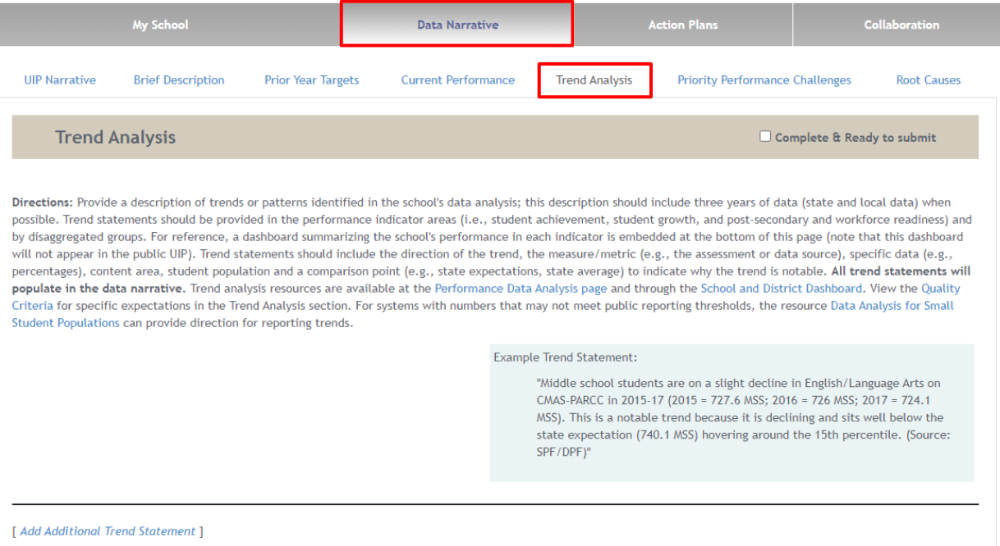 My School Data Narrative Action Plans Collaboration
UIP Narrative Brief Description Prior Year Targets Current Performance Trend Analysis Priority Performance Challenges Root Causes
Trend Analysis Complete & Ready to submit
Directions: Provide a description of trends or patterns identified in the school's data analysis; this description should include three years of data (state and local data) when
possible. Trend statements should be provided in the performance indicator areas (i.e., student achievement, student growth, and post-secondary and workforce readiness) and
by disaggregated groups. For reference, a dashboard summarizing the school's performance in each indicator is embedded at the bottom of this page (note that this dashboard
will not appear in the public UIP). Trend statements should include the direction of the trend, the measure/metric (e.g., the assessment or data source), specific data (e.g.,
percentages), content area, student population and a comparison point (e.g., state expectations, state average) to indicate why the trend is notable. All trend statements will
populate in the data narrative. Trend analysis resources are available at the Performance Data Analysis page and through the School and District Dashboard. View the Quality
Criteria for specific expectations in the Trend Analysis section. For systems with numbers that may not meet public reporting thresholds, the resource Data Analysis for Small
Student Populations can provide direction for reporting trends.
Example Trend Statement:
"Middle school students are on a slight decline in English/Language Arts on
CMAS-PARCC in 2015-17 (2015 = 727.6 MSS; 2016 = 726 MSS; 2017 = 724.1
MSS). This is a notable trend because it is declining and sits well below the
state expectation (740.1 MSS) hovering around the 15th percentile. (Source:
SPF/DPF)"
[ Add Additional Trend Statement ]